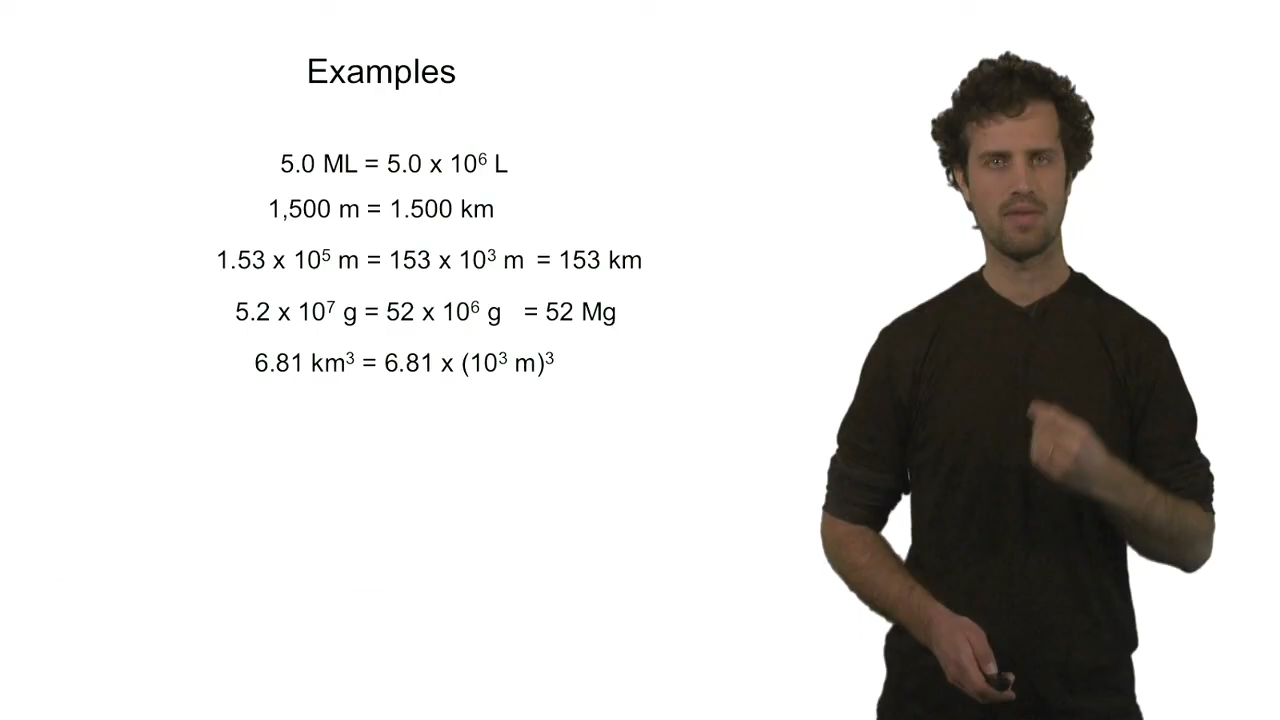 Examples
5.0 ML = 5.0 x 10⁶ L
1,500 m = 1.500 km
1.53 x 10⁵ m = 153 x 10³ m = 153 km
5.2 x 10⁷ g = 52 x 10⁶ g = 52 Mg
6.81 km³ = 6.81 x (10³ m)³